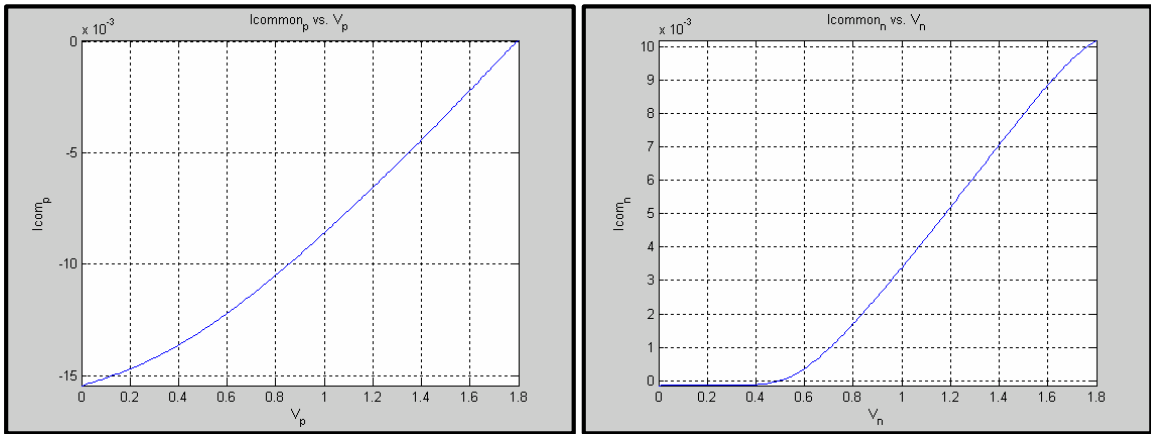 Icommon_p vs. V_p
x 10^-3
0
-5
-10
-15
Icom_p
0 0.2 0.4 0.6 0.8 1 1.2 1.4 1.6 1.8
V_p
Icommon_n vs. V_n
x 10^-3
10
9
8
7
6
5
4
3
2
1
0
Icom_n
0 0.2 0.4 0.6 0.8 1 1.2 1.4 1.6 1.8
V_n